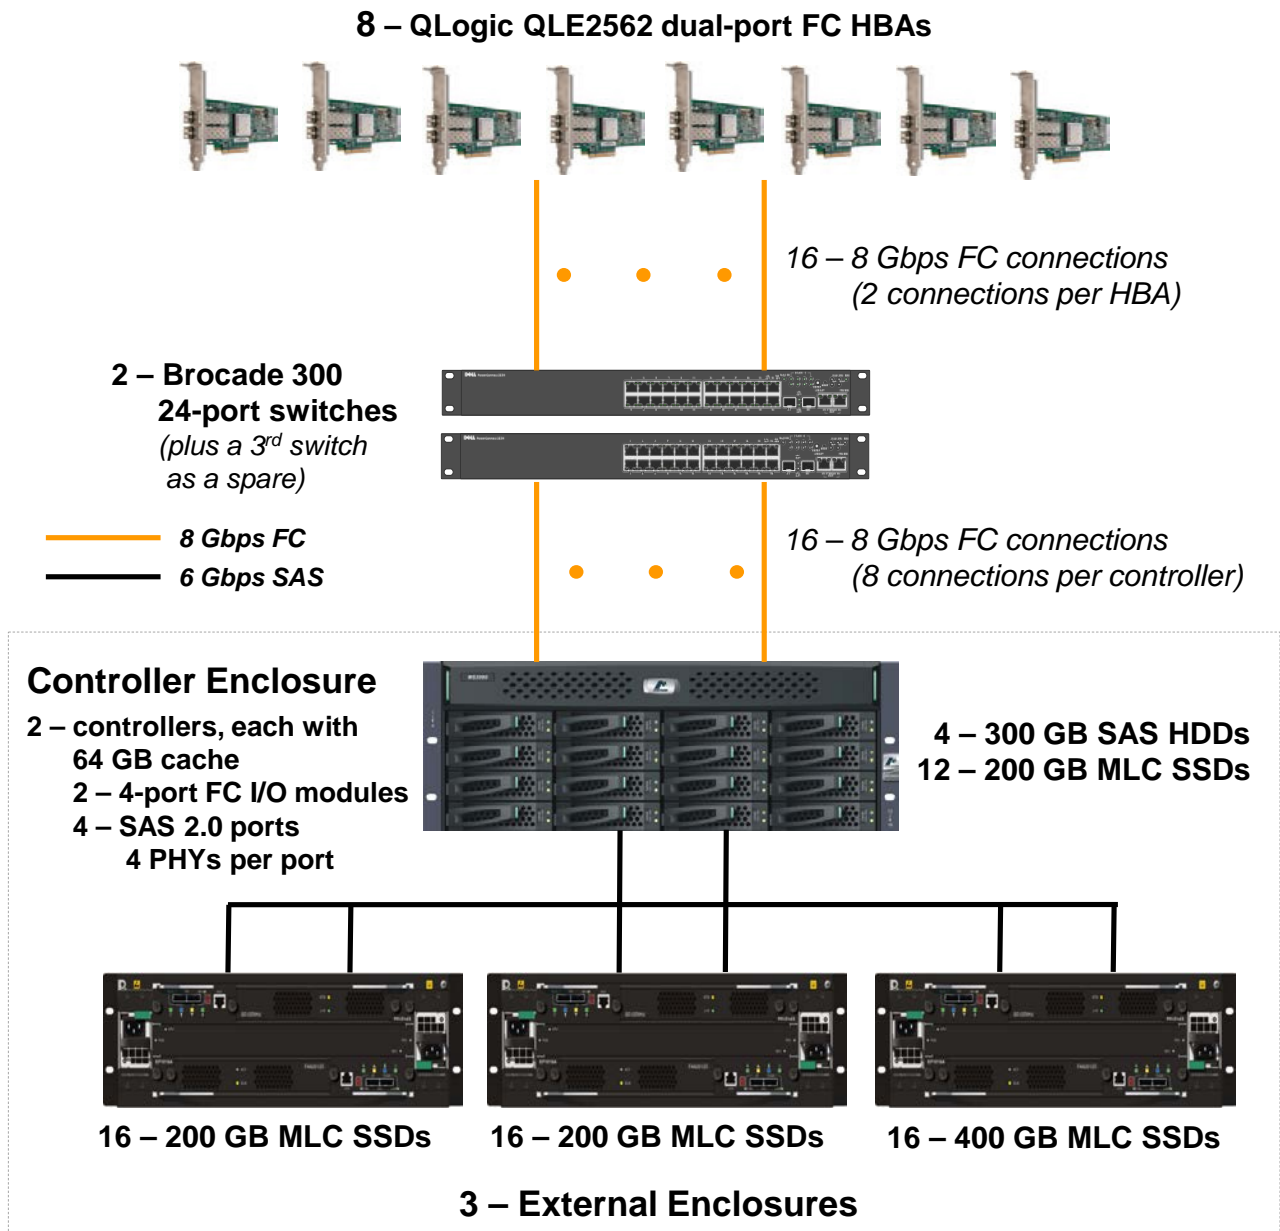 8 – QLogic QLE2562 dual-port FC HBAs
16 – 8 Gbps FC connections
(2 connections per HBA)
2 – Brocade 300
24-port switches
(plus a 3rd switch
as a spare)
DELL
DELL
8 Gbps FC
6 Gbps SAS
16 – 8 Gbps FC connections
(8 connections per controller)
Controller Enclosure
2 – controllers, each with
64 GB cache
2 – 4-port FC I/O modules
4 – SAS 2.0 ports
4 PHYs per port
4 – 300 GB SAS HDDs
12 – 200 GB MLC SSDs
16 – 200 GB MLC SSDs
16 – 200 GB MLC SSDs
16 – 400 GB MLC SSDs
3 – External Enclosures